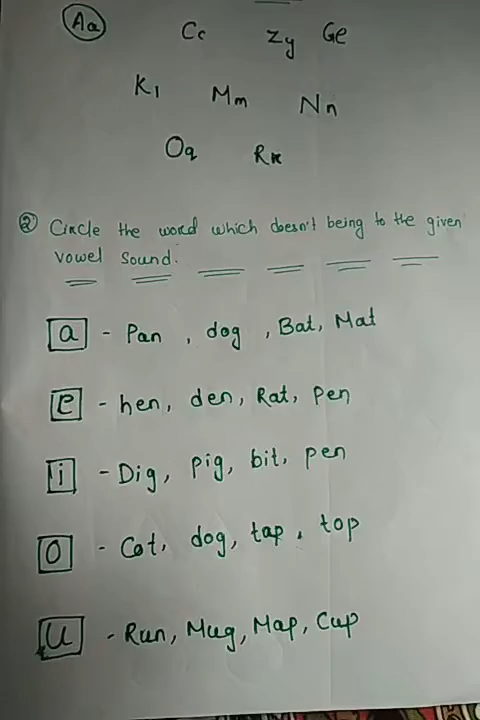 Aa Cc Zy Ge
K1 Mm Nn
Oq Rr
② Circle the word which doesn't being to the given
vowel sound.
a - Pan , dog , Bat, Mat
e - hen, den, Rat, pen
i - Dig, pig, bit, pen
o - Cot, dog, tap, top
u - Run, Mug, Map, Cup